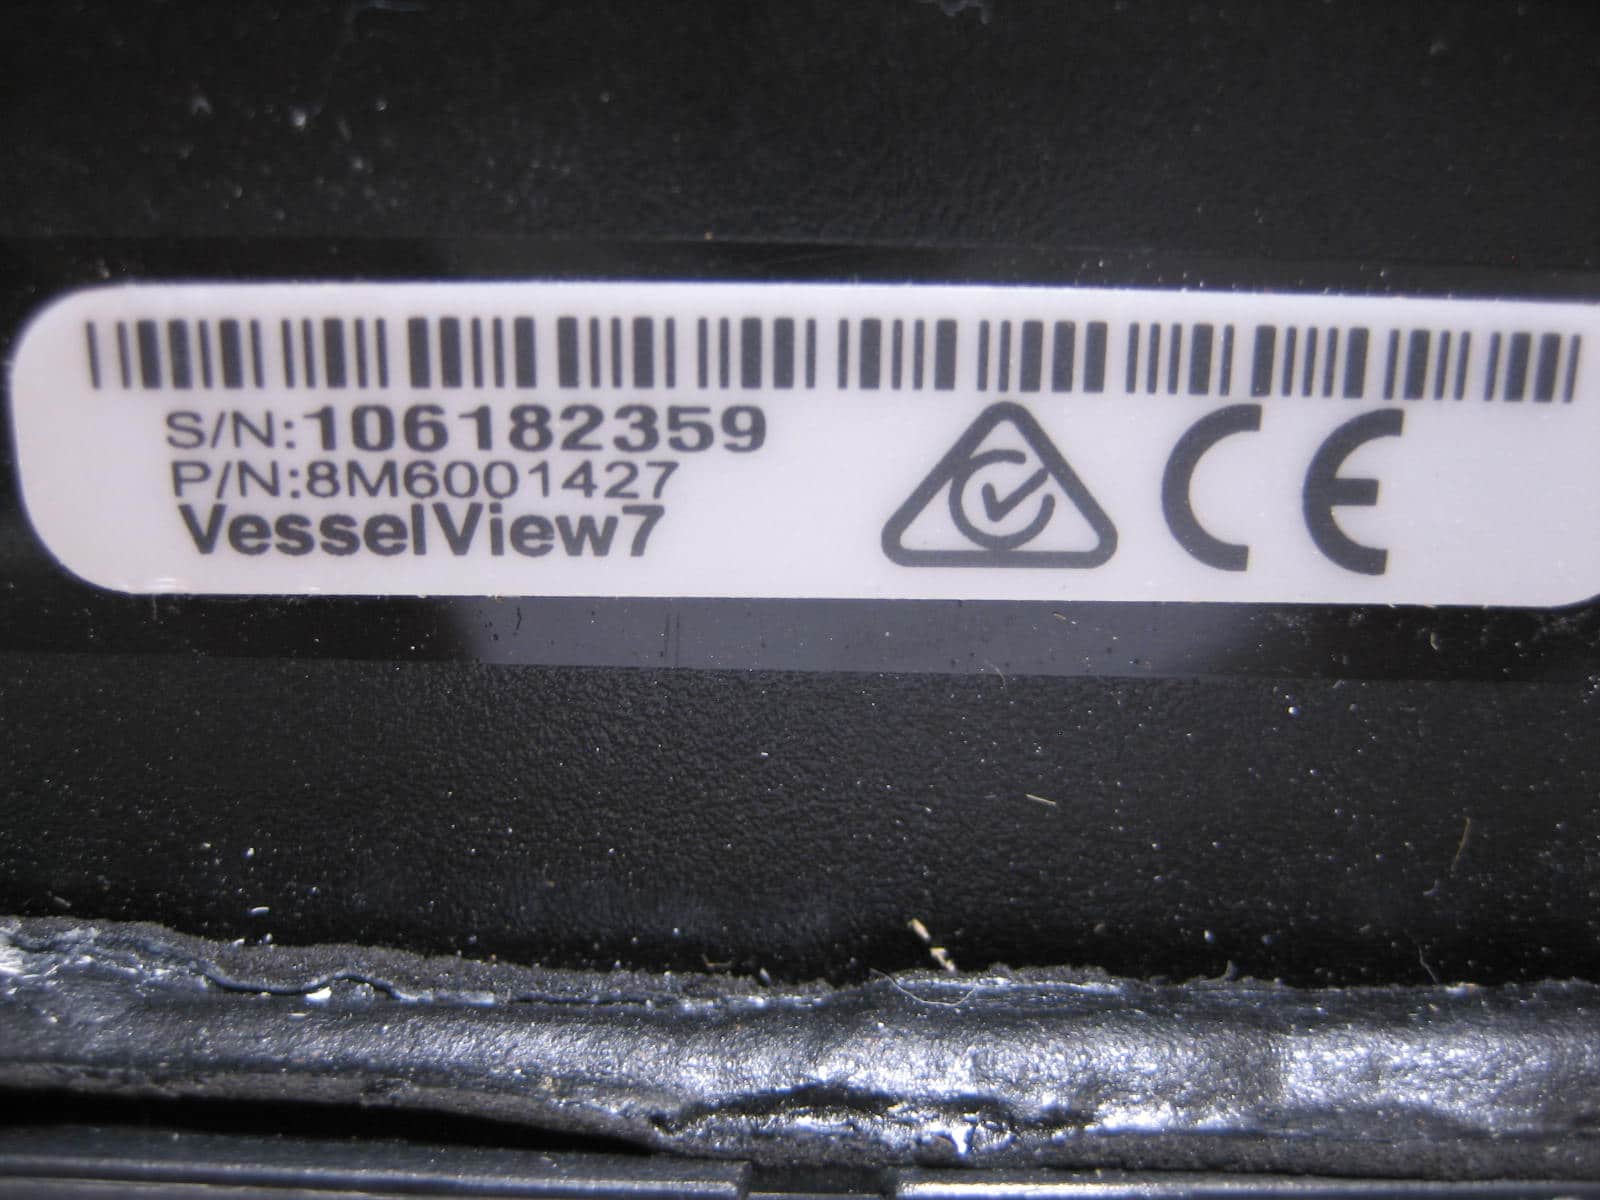 S/N:106182359
P/N:8M6001427
VesselView7
CE